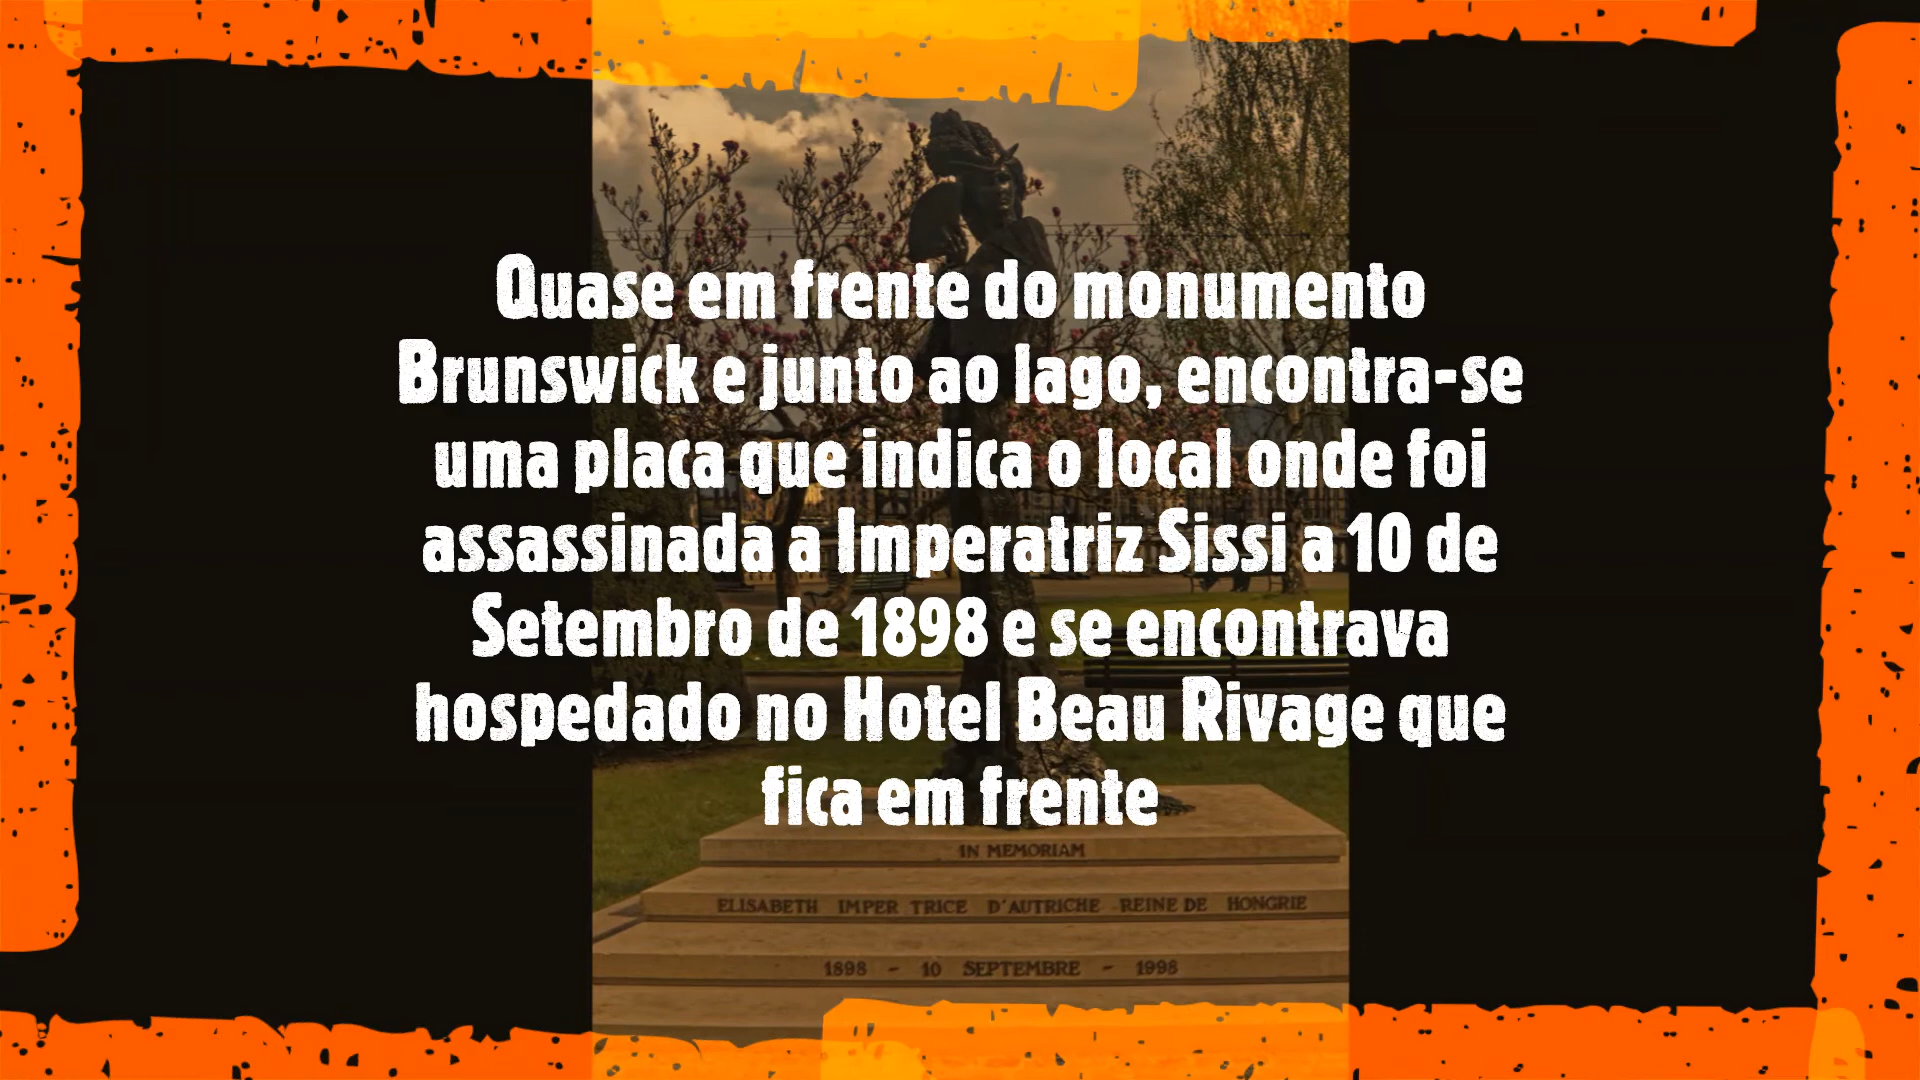 Quase em frente do monumento
Brunswick e junto ao lago, encontra-se
uma placa que indica o local onde foi
assassinada a Imperatriz Sissi a 10 de
Setembro de 1898 e se encontrava
hospedado no Hotel Beau Rivage que
fica em frente
IN MEMORIAM
ELISABETH IMPER TRICE D'AUTRICHE REINE DE HONGRIE
1898 - 10 SEPTEMBRE - 1998